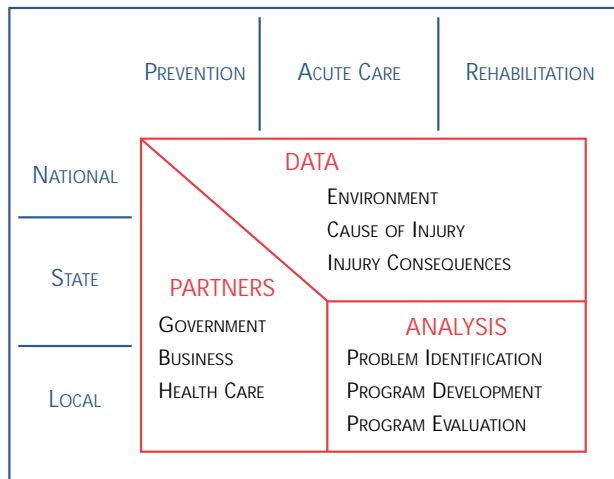 Prevention
Acute Care
Rehabilitation
National
State
Local
DATA
Environment
Cause of Injury
Injury Consequences
PARTNERS
Government
Business
Health Care
ANALYSIS
Problem Identification
Program Development
Program Evaluation